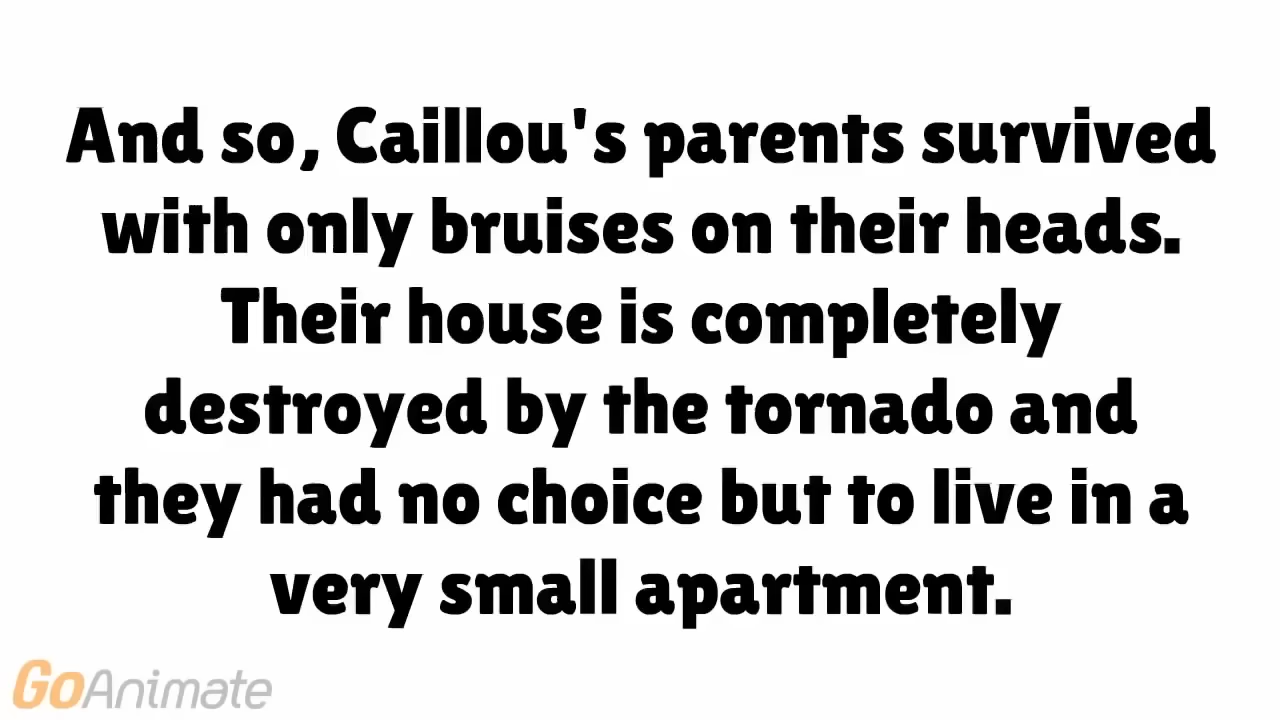 And so, Caillou's parents survived
with only bruises on their heads.
Their house is completely
destroyed by the tornado and
they had no choice but to live in a
very small apartment.
GoAnimate